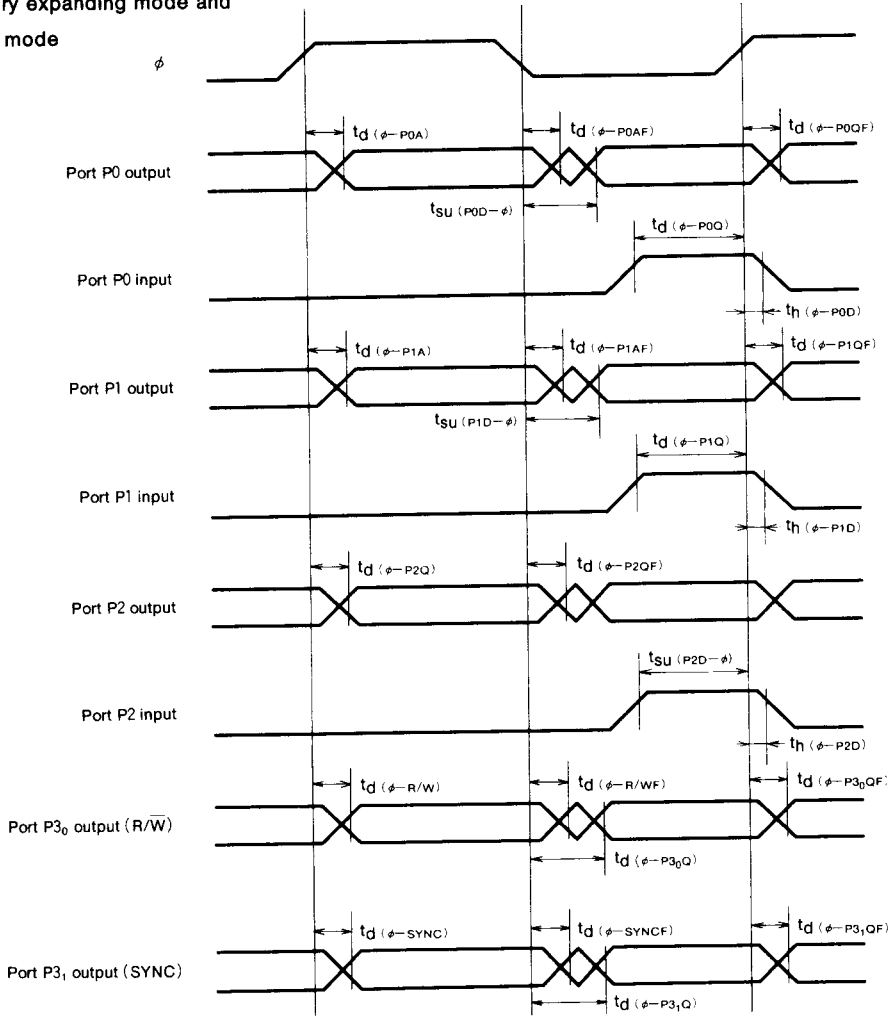 ry expanding mode and
mode
φ
td (φ−P0A)
td (φ−P0AF)
td (φ−P0QF)
Port P0 output
tsu (P0D−φ)
td (φ−P0Q)
Port P0 input
th (φ−P0D)
td (φ−P1A)
td (φ−P1AF)
td (φ−P1QF)
Port P1 output
tsu (P1D−φ)
td (φ−P1Q)
Port P1 input
th (φ−P1D)
td (φ−P2Q)
td (φ−P2QF)
Port P2 output
tsu (P2D−φ)
Port P2 input
th (φ−P2D)
td (φ−R/W)
td (φ−R/WF)
td (φ−P3₀QF)
Port P3₀ output (R/W̅)
td (φ−P3₀Q)
td (φ−SYNC)
td (φ−SYNCF)
td (φ−P3₁QF)
Port P3₁ output (SYNC)
td (φ−P3₁Q)